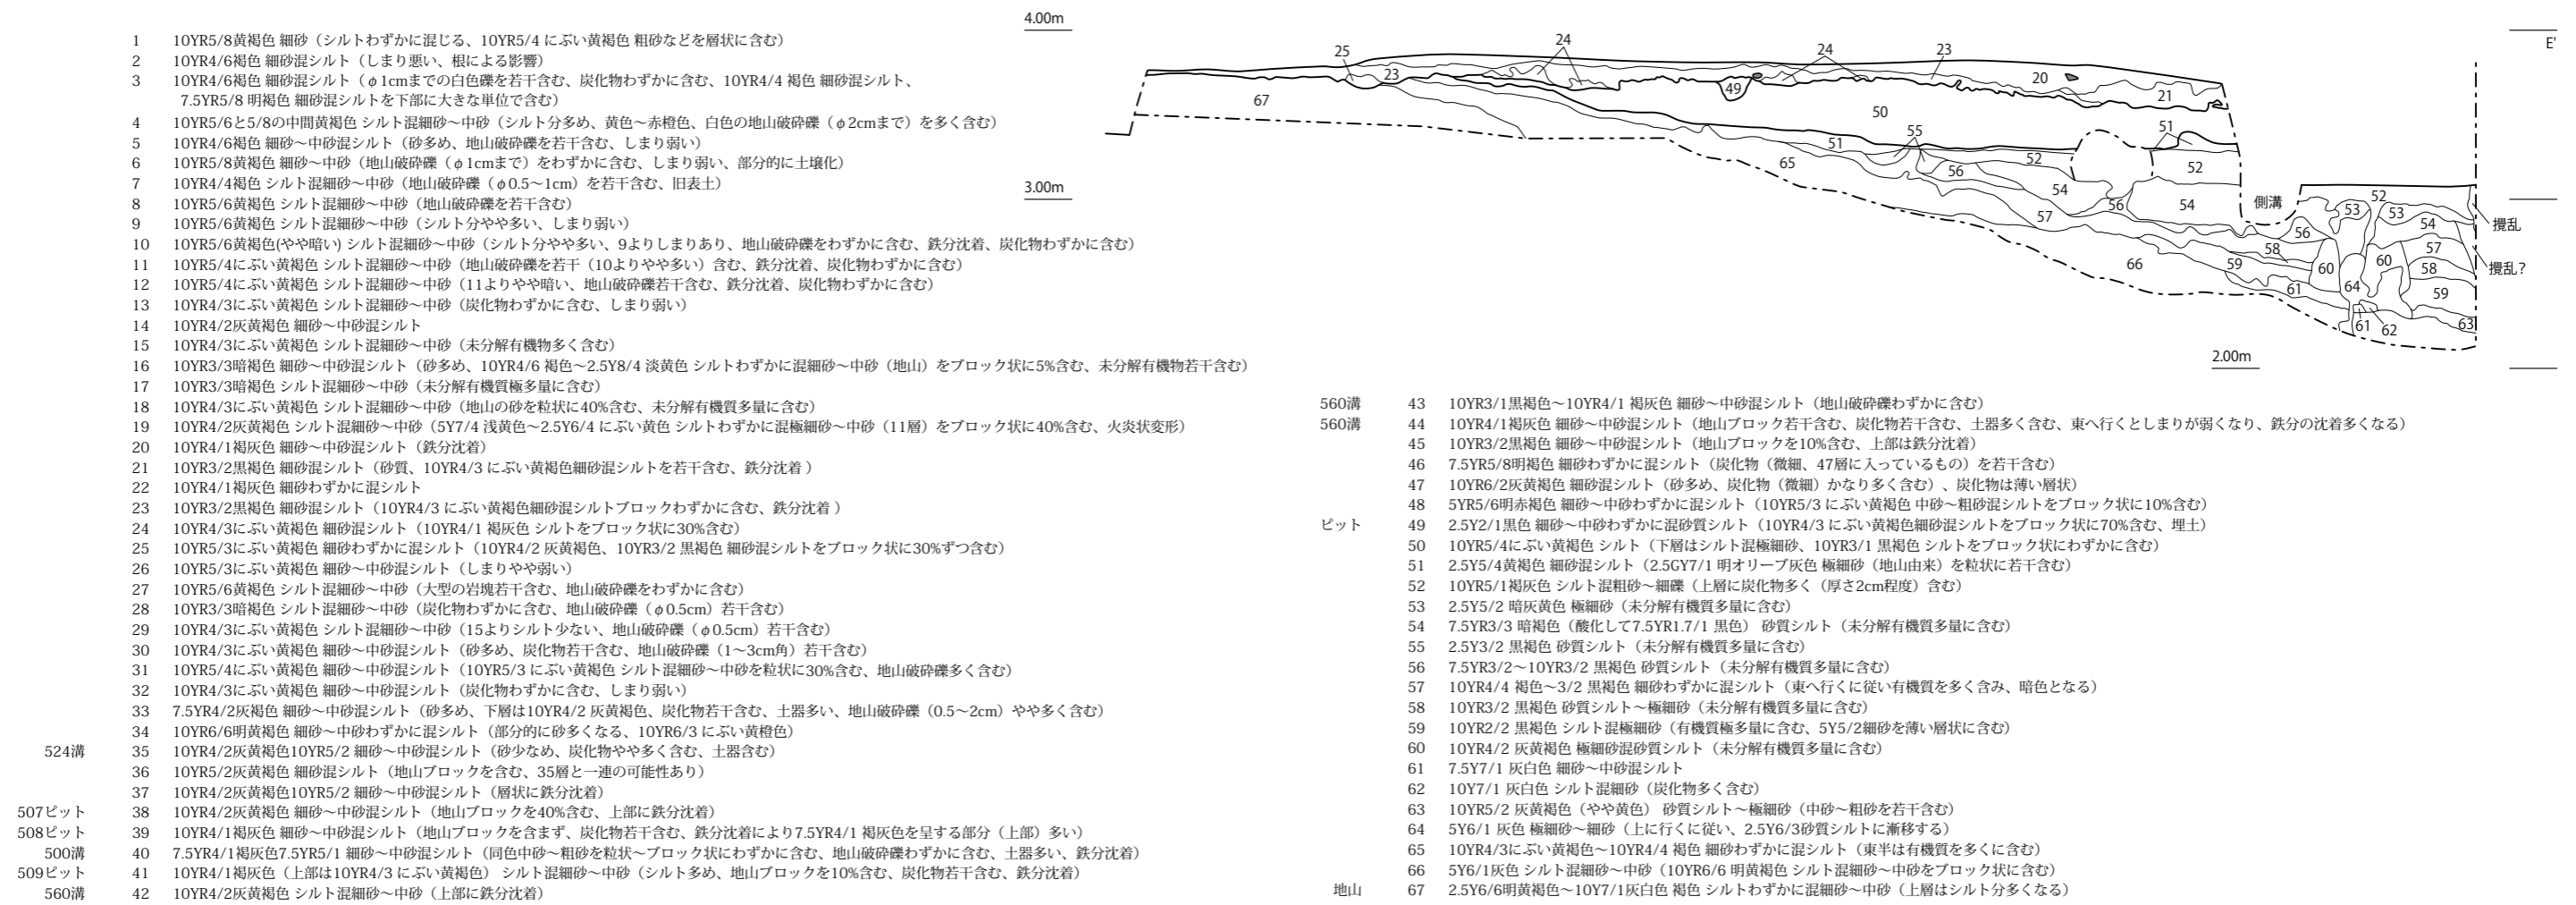 4.00m
E'
25
24
24
23
23
20
49
21
67
50
51
55
51
52
52
65
56
54
56
54
57
側溝
52
53
53
54
56
57
58
58
59
60
60
66
61
64
59
61
62
63
攪乱
攪乱？
3.00m
2.00m
1 10YR5/8黄褐色 細砂（シルトわずかに混じる、10YR5/4 にぶい黄褐色 粗砂などを層状に含む）
2 10YR4/6褐色 細砂混シルト（しまり悪い、根による影響）
3 10YR4/6褐色 細砂混シルト（φ1cmまでの白色礫を若干含む、炭化物わずかに含む、10YR4/4 褐色 細砂混シルト、
7.5YR5/8 明褐色 細砂混シルトを下部に大きな単位で含む）
4 10YR5/6と5/8の中間黄褐色 シルト混細砂～中砂（シルト分多め、黄色～赤橙色、白色の地山破砕礫（φ2cmまで）を多く含む）
5 10YR4/6褐色 細砂～中砂混シルト（砂多め、地山破砕礫を若干含む、しまり弱い）
6 10YR5/8黄褐色 細砂～中砂（地山破砕礫（φ1cmまで）をわずかに含む、しまり弱い、部分的に土壌化）
7 10YR4/4褐色 シルト混細砂～中砂（地山破砕礫（φ0.5～1cm）を若干含む、旧表土）
8 10YR5/6黄褐色 シルト混細砂～中砂（地山破砕礫を若干含む）
9 10YR5/6黄褐色 シルト混細砂～中砂（シルト分やや多い、しまり弱い）
10 10YR5/6黄褐色(やや暗い) シルト混細砂～中砂（シルト分やや多い、9よりしまりあり、地山破砕礫をわずかに含む、鉄分沈着、炭化物わずかに含む）
11 10YR5/4にぶい黄褐色 シルト混細砂～中砂（地山破砕礫を若干（10よりやや多い）含む、鉄分沈着、炭化物わずかに含む）
12 10YR5/4にぶい黄褐色 シルト混細砂～中砂（11よりやや暗い、地山破砕礫若干含む、鉄分沈着、炭化物わずかに含む）
13 10YR4/3にぶい黄褐色 シルト混細砂～中砂（炭化物わずかに含む、しまり弱い）
14 10YR4/2灰黄褐色 細砂～中砂混シルト
15 10YR4/3にぶい黄褐色 シルト混細砂～中砂（未分解有機物多く含む）
16 10YR3/3暗褐色 細砂～中砂混シルト（砂多め、10YR4/6 褐色～2.5Y8/4 淡黄色 シルトわずかに混細砂～中砂（地山）をブロック状に5%含む、未分解有機物若干含む）
17 10YR3/3暗褐色 シルト混細砂～中砂（未分解有機質極多量に含む）
18 10YR4/3にぶい黄褐色 シルト混細砂～中砂（地山の砂を粒状に40%含む、未分解有機質多量に含む）
19 10YR4/2灰黄褐色 シルト混細砂～中砂（5Y7/4 浅黄色～2.5Y6/4 にぶい黄色 シルトわずかに混極細砂～中砂（11層）をブロック状に40%含む、火炎状変形）
20 10YR4/1褐灰色 細砂～中砂混シルト（鉄分沈着）
21 10YR3/2黒褐色 細砂混シルト（砂質、10YR4/3 にぶい黄褐色細砂混シルトを若干含む、鉄分沈着 ）
22 10YR4/1褐灰色 細砂わずかに混シルト
23 10YR3/2黒褐色 細砂混シルト（10YR4/3 にぶい黄褐色細砂混シルトブロックわずかに含む、鉄分沈着 ）
24 10YR4/3にぶい黄褐色 細砂混シルト（10YR4/1 褐灰色 シルトをブロック状に30%含む）
25 10YR5/3にぶい黄褐色 細砂わずかに混シルト（10YR4/2 灰黄褐色、10YR3/2 黒褐色 細砂混シルトをブロック状に30%ずつ含む）
26 10YR5/3にぶい黄褐色 細砂～中砂混シルト（しまりやや弱い）
27 10YR5/6黄褐色 シルト混細砂～中砂（大型の岩塊若干含む、地山破砕礫をわずかに含む）
28 10YR3/3暗褐色 シルト混細砂～中砂（炭化物わずかに含む、地山破砕礫（φ0.5cm）若干含む）
29 10YR4/3にぶい黄褐色 シルト混細砂～中砂（15よりシルト少ない、地山破砕礫（φ0.5cm）若干含む）
30 10YR4/3にぶい黄褐色 細砂～中砂混シルト（砂多め、炭化物若干含む、地山破砕礫（1～3cm角）若干含む）
31 10YR5/4にぶい黄褐色 細砂～中砂混シルト（10YR5/3 にぶい黄褐色 シルト混細砂～中砂を粒状に30%含む、地山破砕礫多く含む）
32 10YR4/3にぶい黄褐色 細砂～中砂混シルト（炭化物わずかに含む、しまり弱い）
33 7.5YR4/2灰褐色 細砂～中砂混シルト（砂多め、下層は10YR4/2 灰黄褐色、炭化物若干含む、土器多い、地山破砕礫（0.5～2cm）やや多く含む）
34 10YR6/6明黄褐色 細砂～中砂わずかに混シルト（部分的に砂多くなる、10YR6/3 にぶい黄橙色）
524溝 35 10YR4/2灰黄褐色10YR5/2 細砂～中砂混シルト（砂少なめ、炭化物やや多く含む、土器含む）
36 10YR5/2灰黄褐色 細砂混シルト（地山ブロックを含む、35層と一連の可能性あり）
37 10YR4/2灰黄褐色10YR5/2 細砂～中砂混シルト（層状に鉄分沈着）
507ピット 38 10YR4/2灰黄褐色 細砂～中砂混シルト（地山ブロックを40%含む、上部に鉄分沈着）
508ピット 39 10YR4/1褐灰色 細砂～中砂混シルト（地山ブロックを含まず、炭化物若干含む、鉄分沈着により7.5YR4/1 褐灰色を呈する部分（上部）多い）
500溝 40 7.5YR4/1褐灰色7.5YR5/1 細砂～中砂混シルト（同色中砂～粗砂を粒状～ブロック状にわずかに含む、地山破砕礫わずかに含む、土器多い、鉄分沈着）
509ピット 41 10YR4/1褐灰色（上部は10YR4/3 にぶい黄褐色） シルト混細砂～中砂（シルト多め、地山ブロックを10%含む、炭化物若干含む、鉄分沈着）
560溝 42 10YR4/2灰黄褐色 シルト混細砂～中砂（上部に鉄分沈着）
560溝 43 10YR3/1黒褐色～10YR4/1 褐灰色 細砂～中砂混シルト（地山破砕礫わずかに含む）
560溝 44 10YR4/1褐灰色 細砂～中砂混シルト（地山ブロック若干含む、炭化物若干含む、土器多く含む、東へ行くとしまりが弱くなり、鉄分の沈着多くなる）
45 10YR3/2黒褐色 細砂～中砂混シルト（地山ブロックを10%含む、上部は鉄分沈着）
46 7.5YR5/8明褐色 細砂わずかに混シルト（炭化物（微細、47層に入っているもの）を若干含む）
47 10YR6/2灰黄褐色 細砂混シルト（砂多め、炭化物（微細）かなり多く含む）、炭化物は薄い層状）
48 5YR5/6明赤褐色 細砂～中砂わずかに混シルト（10YR5/3 にぶい黄褐色 中砂～粗砂混シルトをブロック状に10%含む）
ピット 49 2.5Y2/1黒色 細砂～中砂わずかに混砂質シルト（10YR4/3 にぶい黄褐色細砂混シルトをブロック状に70%含む、埋土）
50 10YR5/4にぶい黄褐色 シルト（下層はシルト混極細砂、10YR3/1 黒褐色 シルトをブロック状にわずかに含む）
51 2.5Y5/4黄褐色 細砂混シルト（2.5GY7/1 明オリーブ灰色 極細砂（地山由来）を粒状に若干含む）
52 10YR5/1褐灰色 シルト混粗砂～細礫（上層に炭化物多く（厚さ2cm程度）含む）
53 2.5Y5/2 暗灰黄色 極細砂（未分解有機質多量に含む）
54 7.5YR3/3 暗褐色（酸化して7.5YR1.7/1 黒色） 砂質シルト（未分解有機質多量に含む）
55 2.5Y3/2 黒褐色 砂質シルト（未分解有機質多量に含む）
56 7.5YR3/2～10YR3/2 黒褐色 砂質シルト（未分解有機質多量に含む）
57 10YR4/4 褐色～3/2 黒褐色 細砂わずかに混シルト（東へ行くに従い有機質を多く含み、暗色となる）
58 10YR3/2 黒褐色 砂質シルト～極細砂（未分解有機質多量に含む）
59 10YR2/2 黒褐色 シルト混極細砂（有機質極多量に含む、5Y5/2細砂を薄い層状に含む）
60 10YR4/2 灰黄褐色 極細砂混砂質シルト（未分解有機質多量に含む）
61 7.5Y7/1 灰白色 細砂～中砂混シルト
62 10Y7/1 灰白色 シルト混細砂（炭化物多く含む）
63 10YR5/2 灰黄褐色（やや黄色） 砂質シルト～極細砂（中砂～粗砂を若干含む）
64 5Y6/1 灰色 極細砂～細砂（上に行くに従い、2.5Y6/3砂質シルトに漸移する）
65 10YR4/3にぶい黄褐色～10YR4/4 褐色 細砂わずかに混シルト（東半は有機質を多くに含む）
66 5Y6/1灰色 シルト混細砂～中砂（10YR6/6 明黄褐色 シルト混細砂～中砂をブロック状に含む）
地山 67 2.5Y6/6明黄褐色～10Y7/1灰白色 褐色 シルトわずかに混細砂～中砂（上層はシルト分多くなる）